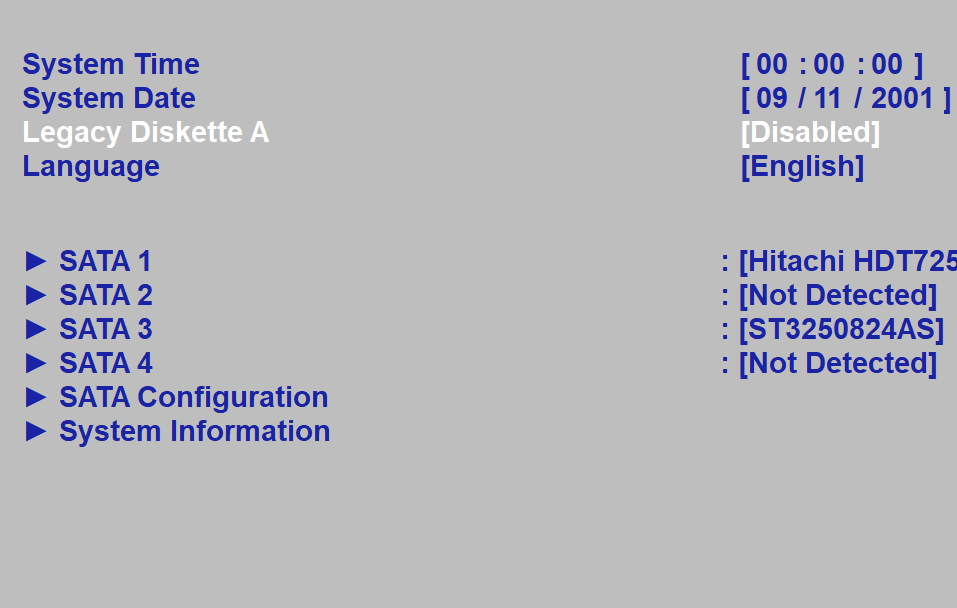 System Time [ 00 : 00 : 00 ]
System Date [ 09 / 11 / 2001 ]
Legacy Diskette A [Disabled]
Language [English]
► SATA 1 : [Hitachi HDT725
► SATA 2 : [Not Detected]
► SATA 3 : [ST3250824AS]
► SATA 4 : [Not Detected]
► SATA Configuration
► System Information